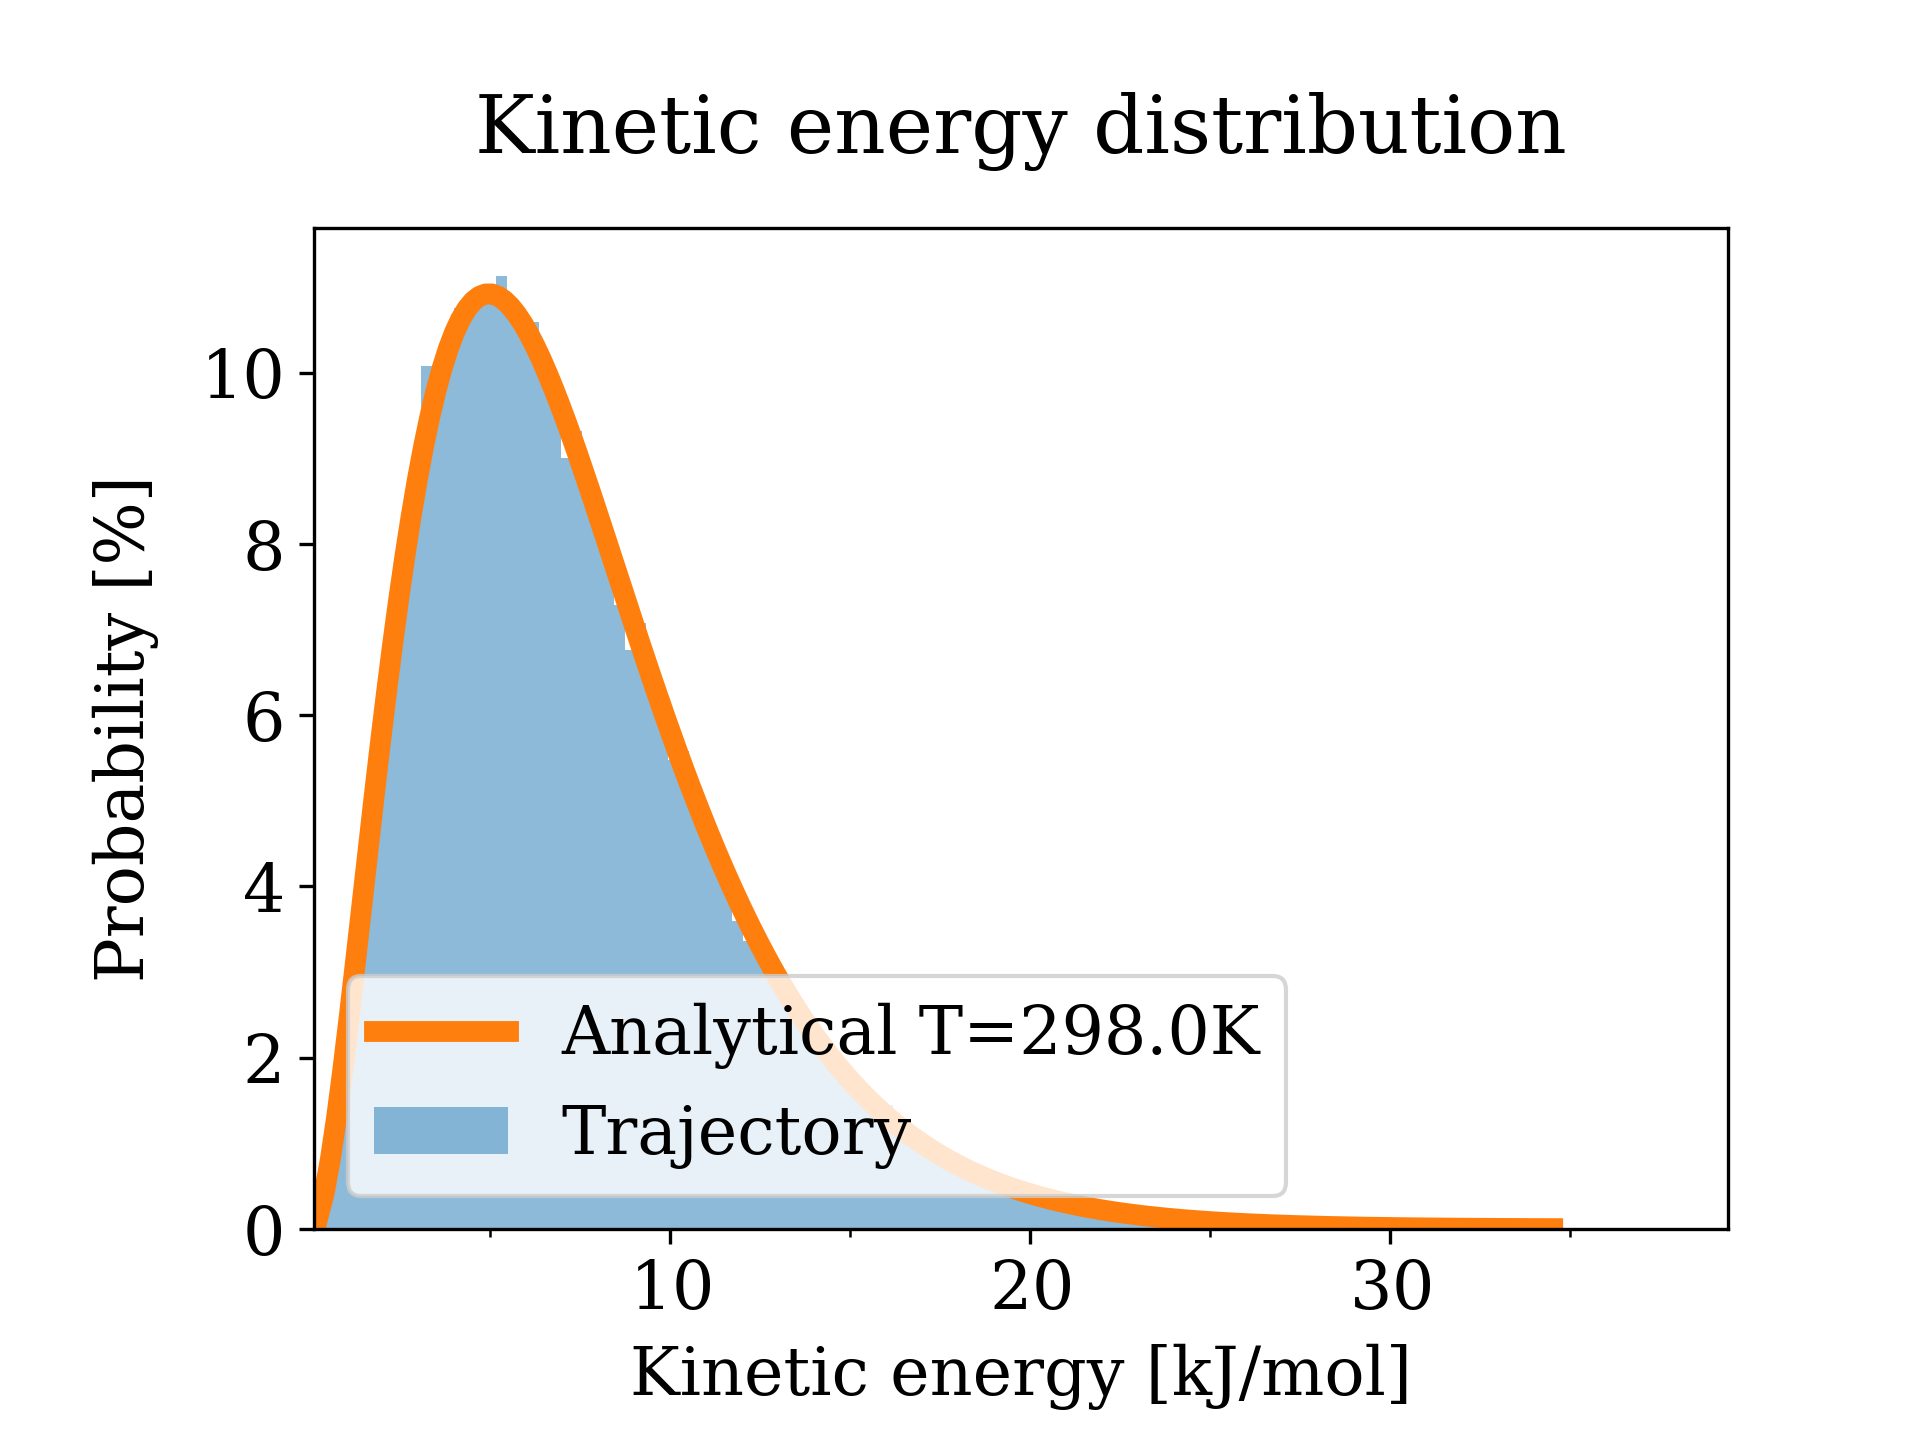 Kinetic energy distribution
Probability [%]
10
8
6
4
2
0
Analytical T=298.0K
Trajectory
10 20 30
Kinetic energy [kJ/mol]